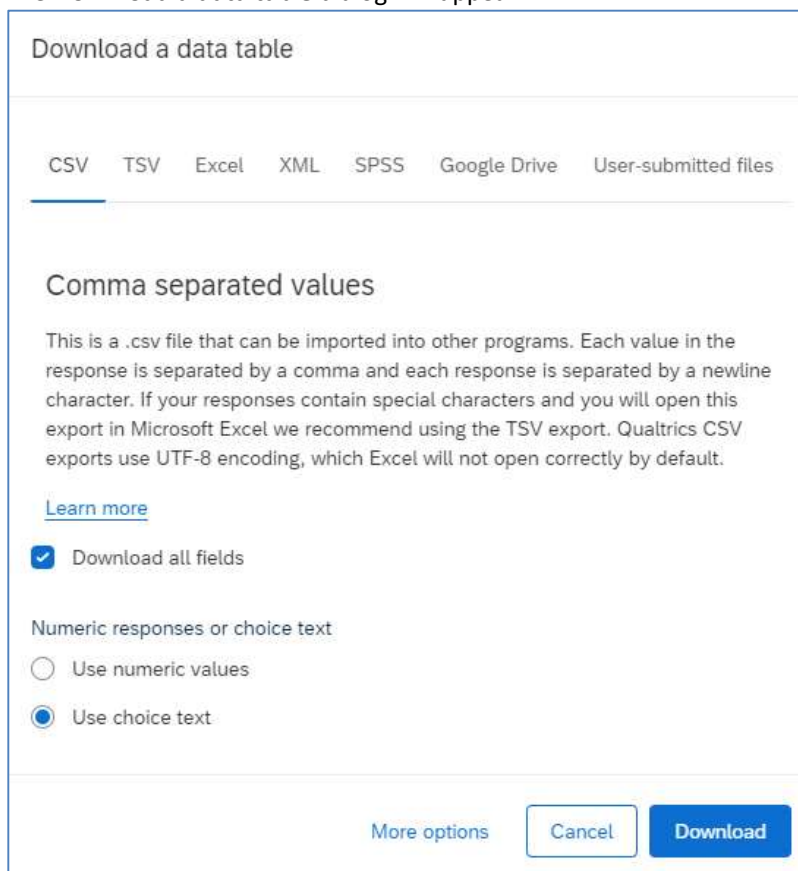 Download a data table
CSV TSV Excel XML SPSS Google Drive User-submitted files
Comma separated values
This is a .csv file that can be imported into other programs. Each value in the
response is separated by a comma and each response is separated by a newline
character. If your responses contain special characters and you will open this
export in Microsoft Excel we recommend using the TSV export. Qualtrics CSV
exports use UTF-8 encoding, which Excel will not open correctly by default.
Learn more
Download all fields
Numeric responses or choice text
Use numeric values
Use choice text
More options Cancel Download